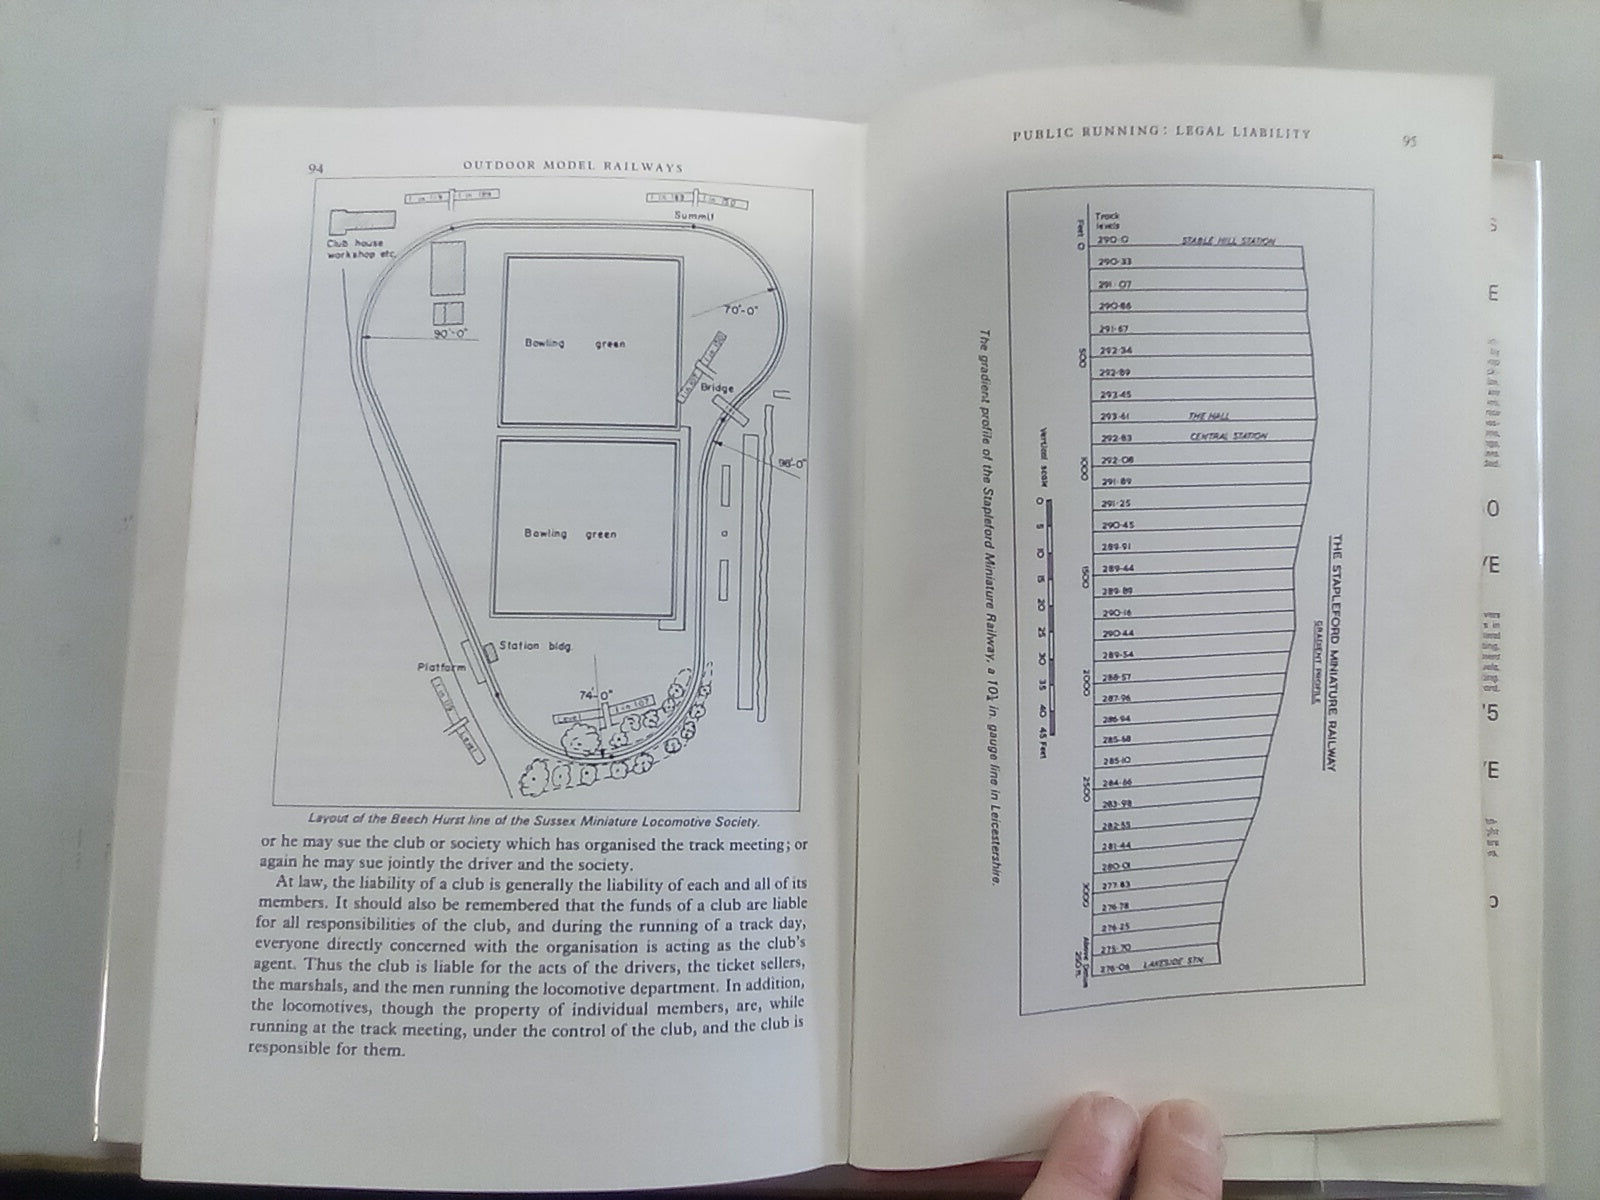 94
OUTDOOR MODEL RAILWAYS
Summit
Club house
workshop etc.
70'-0"
90'-0"
Bowling green
Bridge
98'-0"
Bowling green
Station bldg.
Platform
74'-0"
Level
1 in 107
Level
Layout of the Beech Hurst line of the Sussex Miniature Locomotive Society.
or he may sue the club or society which has organised the track meeting; or
again he may sue jointly the driver and the society.
At law, the liability of a club is generally the liability of each and all of its
members. It should also be remembered that the funds of a club are liable
for all responsibilities of the club, and during the running of a track day,
everyone directly concerned with the organisation is acting as the club's
agent. Thus the club is liable for the acts of the drivers, the ticket sellers,
the marshals, and the men running the locomotive department. In addition,
the locomotives, though the property of individual members, are, while
running at the track meeting, under the control of the club, and the club is
responsible for them.
PUBLIC RUNNING: LEGAL LIABILITY
95
THE STAPLEFORD MINIATURE RAILWAY
GRADIENT PROFILE
Track
levels
Feet 0
290·0 STABLE HILL STATION
290·33
291·07
290·86
291·67
292·34
500
292·89
293·45
293·61 THE HALL
292·83 CENTRAL STATION
292·08
1000
291·89
291·25
290·45
289·91
289·44
1500
289·89
290·16
290·44
289·54
288·57
2000
287·96
286·94
285·68
285·10
284·66
2500
283·98
282·55
281·44
280·01
277·83
3000
276·78
276·25
275·70
276·06 LAKESIDE STN.
Above Datum
250 ft.
Vertical scale
0 5 10 15 20 25 30 35 40 45 Feet
The gradient profile of the Stapleford Miniature Railway, a 10¼ in. gauge line in Leicestershire.